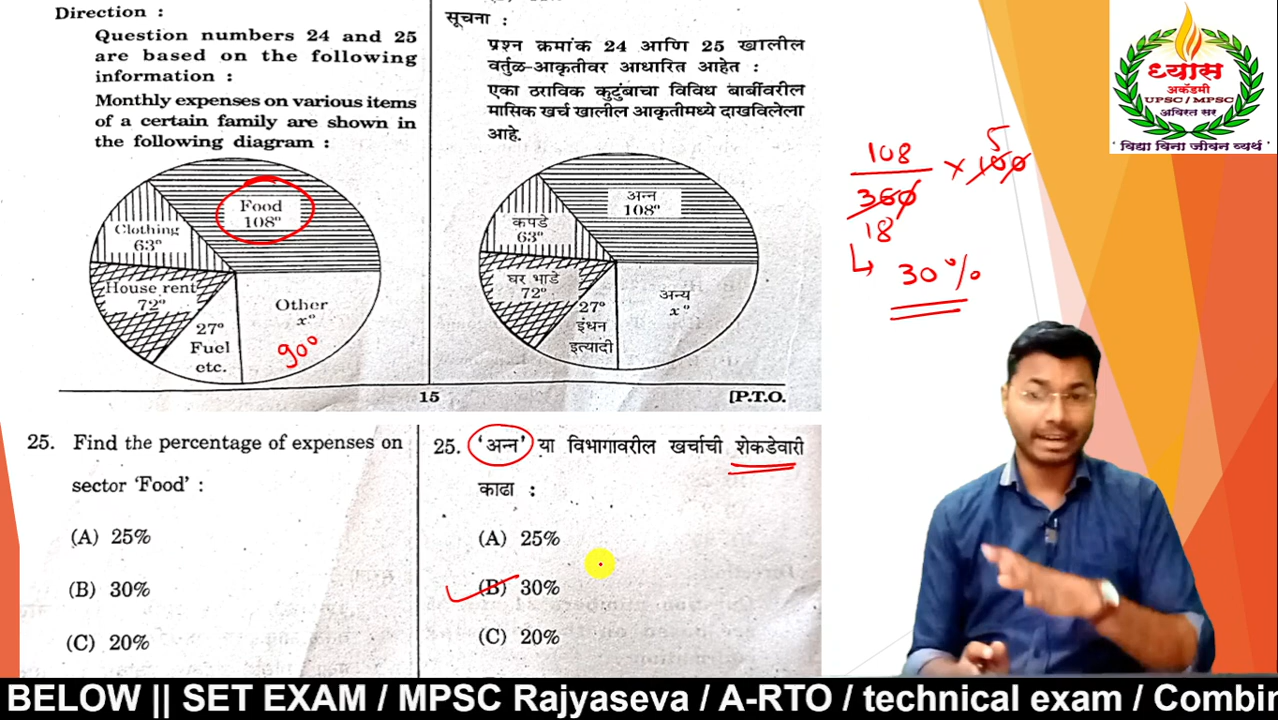 Direction :
Question numbers 24 and 25
are based on the following
information :
Monthly expenses on various items
of a certain family are shown in
the following diagram :
Food
108°
Clothing
63°
House rent
72°
27°
Fuel
etc.
Other
x°
90°
सूचना :
प्रश्न क्रमांक 24 आणि 25 खालील
वर्तुळ-आकृतीवर आधारित आहेत :
एका ठराविक कुटुंबाचा विविध बाबींवरील
मासिक खर्च खालील आकृतीमध्ये दाखविलेला
आहे.
अन्न
108°
कपडे
63°
घर भाडे
72°
27°
इंधन
इत्यादी
अन्य
x°
15
[P.T.O.
25. Find the percentage of expenses on
sector 'Food' :
(A) 25%
(B) 30%
(C) 20%
25. 'अन्न' या विभागावरील खर्चाची शेकडेवारी
काढा :
(A) 25%
(B) 30%
(C) 20%
5
108 × 100
360
18
30%
ध्यास
अकॅडमी
UPSC / MPSC
अविरत सर
' विद्या विना जीवन व्यर्थ '
BELOW || SET EXAM / MPSC Rajyaseva / A-RTO / technical exam / Combin